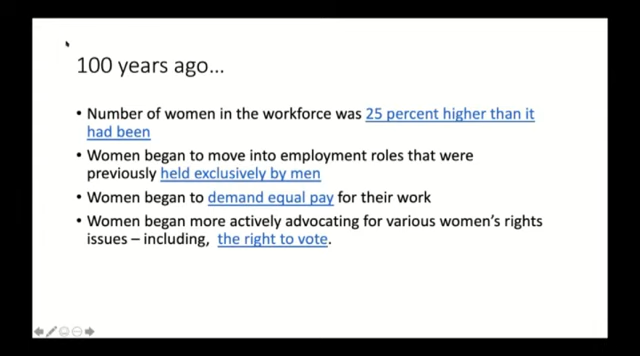 100 years ago...
• Number of women in the workforce was 25 percent higher than it
had been
• Women began to move into employment roles that were
previously held exclusively by men
• Women began to demand equal pay for their work
• Women began more actively advocating for various women's rights
issues – including,  the right to vote.